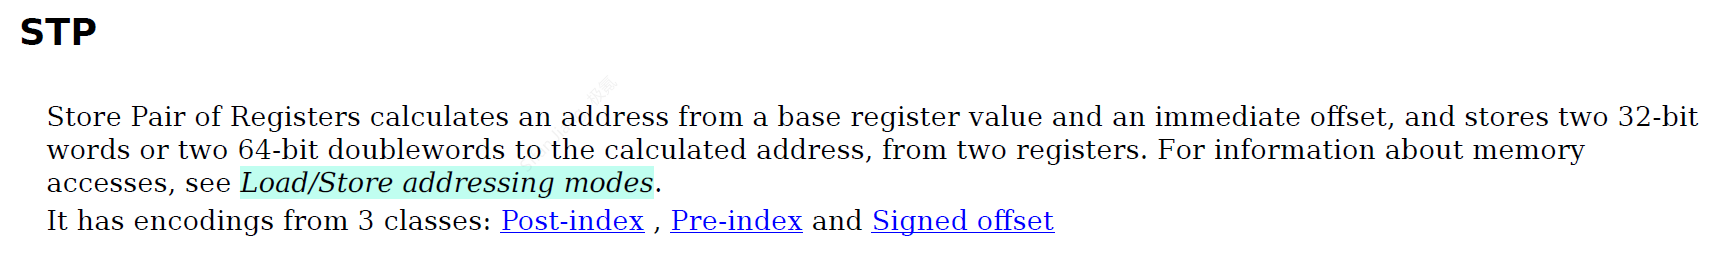 STP
Store Pair of Registers calculates an address from a base register value and an immediate offset, and stores two 32-bit
words or two 64-bit doublewords to the calculated address, from two registers. For information about memory
accesses, see Load/Store addressing modes.
It has encodings from 3 classes: Post-index , Pre-index and Signed offset